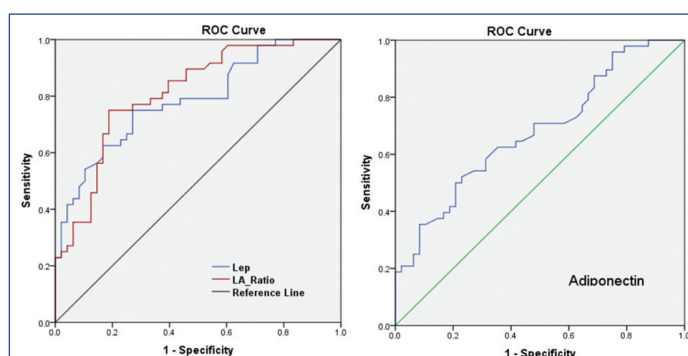 ROC Curve
1.0
0.8
0.6
0.4
0.2
0.0
Sensitivity
Lep
LA_Ratio
Reference Line
0.0 0.2 0.4 0.6 0.8 1.0
1 - Specificity
ROC Curve
1.0
0.8
0.6
0.4
0.2
0.0
Sensitivity
Adiponectin
0.0 0.2 0.4 0.6 0.8 1.0
1 - Specificity